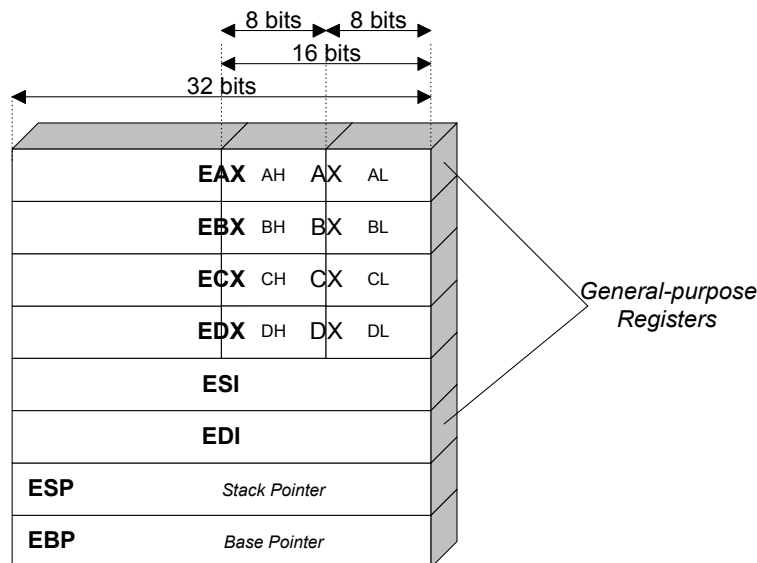 8 bits 8 bits
16 bits
32 bits
EAX AH AX AL
EBX BH BX BL
ECX CH CX CL
EDX DH DX DL
ESI
EDI
ESP Stack Pointer
EBP Base Pointer
General-purpose
Registers